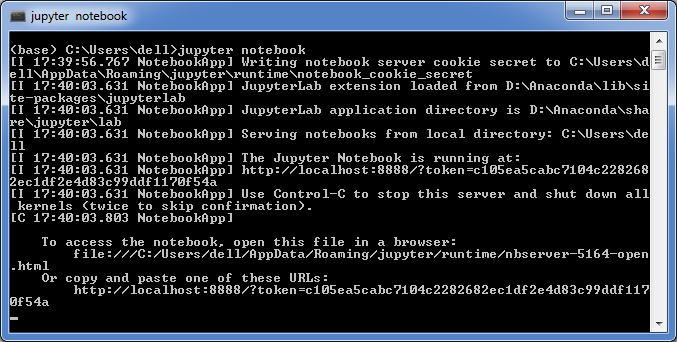 jupyter  notebook
(base) C:\Users\dell>jupyter notebook
[I 17:39:56.767 NotebookApp] Writing notebook server cookie secret to C:\Users\d
ell\AppData\Roaming\jupyter\runtime\notebook_cookie_secret
[I 17:40:03.631 NotebookApp] JupyterLab extension loaded from D:\Anaconda\lib\si
te-packages\jupyterlab
[I 17:40:03.631 NotebookApp] JupyterLab application directory is D:\Anaconda\sha
re\jupyter\lab
[I 17:40:03.631 NotebookApp] Serving notebooks from local directory: C:\Users\de
ll
[I 17:40:03.631 NotebookApp] The Jupyter Notebook is running at:
[I 17:40:03.631 NotebookApp] http://localhost:8888/?token=c105ea5cabc7104c228268
2ec1df2e4d83c99ddf1170f54a
[I 17:40:03.631 NotebookApp] Use Control-C to stop this server and shut down all
 kernels (twice to skip confirmation).
[C 17:40:03.803 NotebookApp]
    To access the notebook, open this file in a browser:
        file:///C:/Users/dell/AppData/Roaming/jupyter/runtime/nbserver-5164-open
.html
    Or copy and paste one of these URLs:
        http://localhost:8888/?token=c105ea5cabc7104c2282682ec1df2e4d83c99ddf117
0f54a